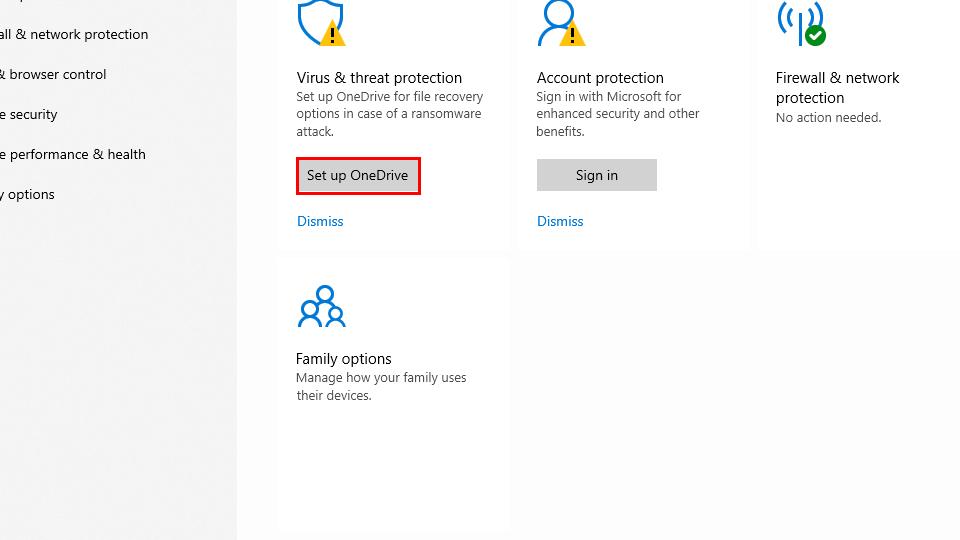 all & network protection
& browser control
e security
e performance & health
y options
Virus & threat protection
Set up OneDrive for file recovery
options in case of a ransomware
attack.
Set up OneDrive
Dismiss
Account protection
Sign in with Microsoft for
enhanced security and other
benefits.
Sign in
Dismiss
Firewall & network
protection
No action needed.
Family options
Manage how your family uses
their devices.